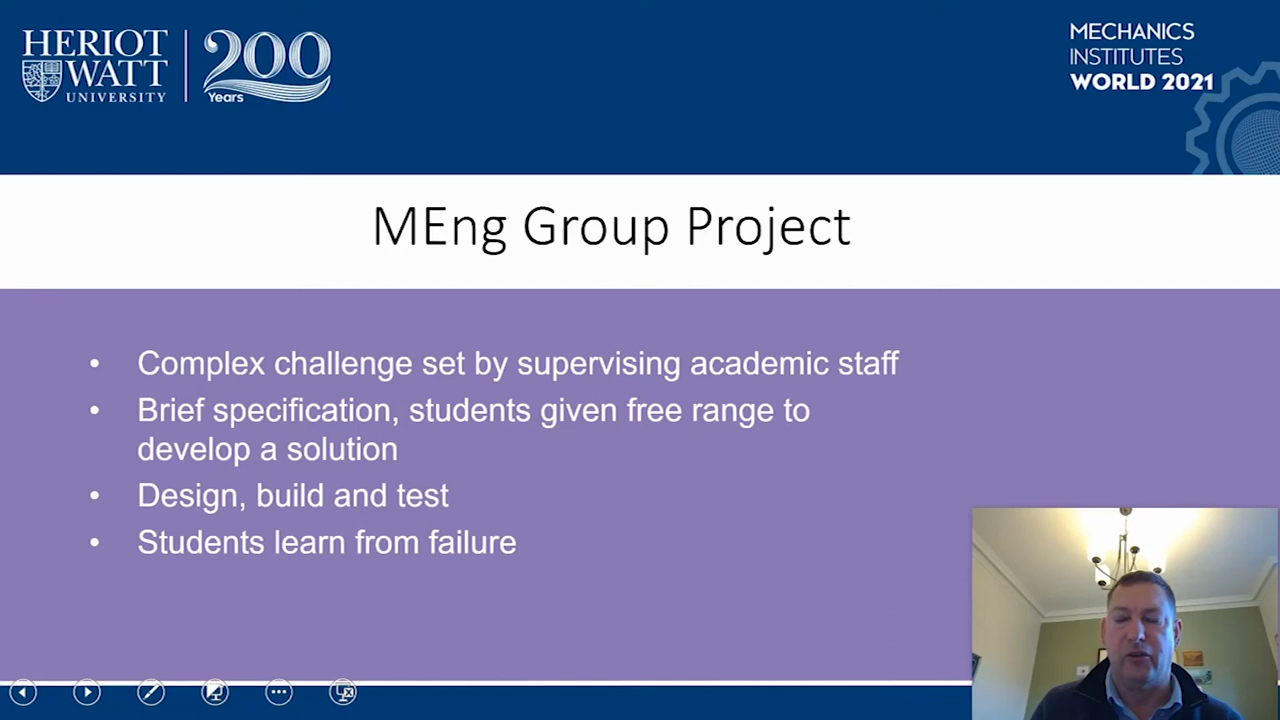 HERIOT
WATT
UNIVERSITY
200
Years
MECHANICS
INSTITUTES
WORLD 2021
MEng Group Project
• Complex challenge set by supervising academic staff
• Brief specification, students given free range to
develop a solution
• Design, build and test
• Students learn from failure